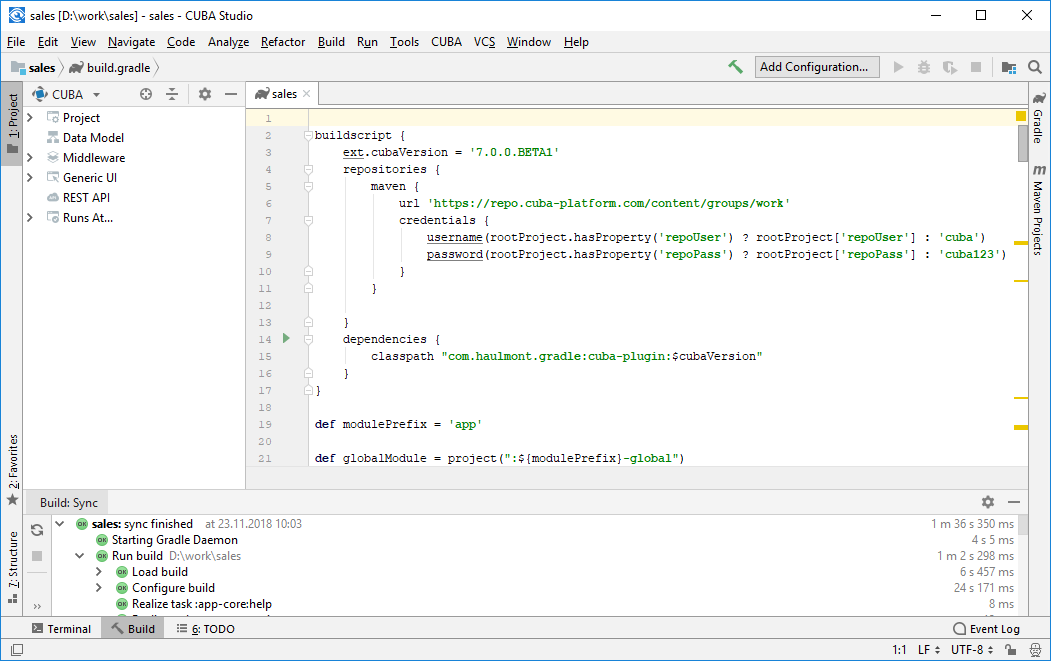 sales [D:\work\sales] - sales - CUBA Studio
File Edit View Navigate Code Analyze Refactor Build Run Tools CUBA VCS Window Help
sales build.gradle Add Configuration...
1: Project
CUBA
sales
Project
Data Model
Middleware
Generic UI
REST API
Runs At...
1
2 buildscript {
3 ext.cubaVersion = '7.0.0.BETA1'
4 repositories {
5 maven {
6 url 'https://repo.cuba-platform.com/content/groups/work'
7 credentials {
8 username(rootProject.hasProperty('repoUser') ? rootProject['repoUser'] : 'cuba')
9 password(rootProject.hasProperty('repoPass') ? rootProject['repoPass'] : 'cuba123')
10 }
11 }
12
13 }
14 dependencies {
15 classpath "com.haulmont.gradle:cuba-plugin:$cubaVersion"
16 }
17 }
18
19 def modulePrefix = 'app'
20
21 def globalModule = project(":${modulePrefix}-global")
Gradle
m Maven Projects
2: Favorites
7: Structure
Build: Sync
sales: sync finished at 23.11.2018 10:03 1 m 36 s 350 ms
OK Starting Gradle Daemon 4 s 5 ms
OK Run build D:\work\sales 1 m 2 s 298 ms
OK Load build 6 s 457 ms
OK Configure build 24 s 171 ms
OK Realize task :app-core:help 8 ms
Terminal Build 6: TODO Event Log
1:1 LF UTF-8